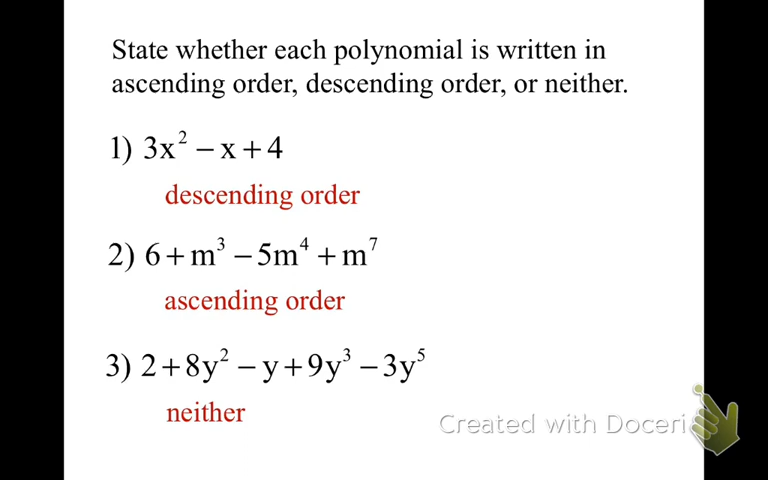 State whether each polynomial is written in
ascending order, descending order, or neither.
1) 3x² − x + 4
descending order
2) 6 + m³ − 5m⁴ + m⁷
ascending order
3) 2 + 8y² − y + 9y³ − 3y⁵
neither
Created with Doceri